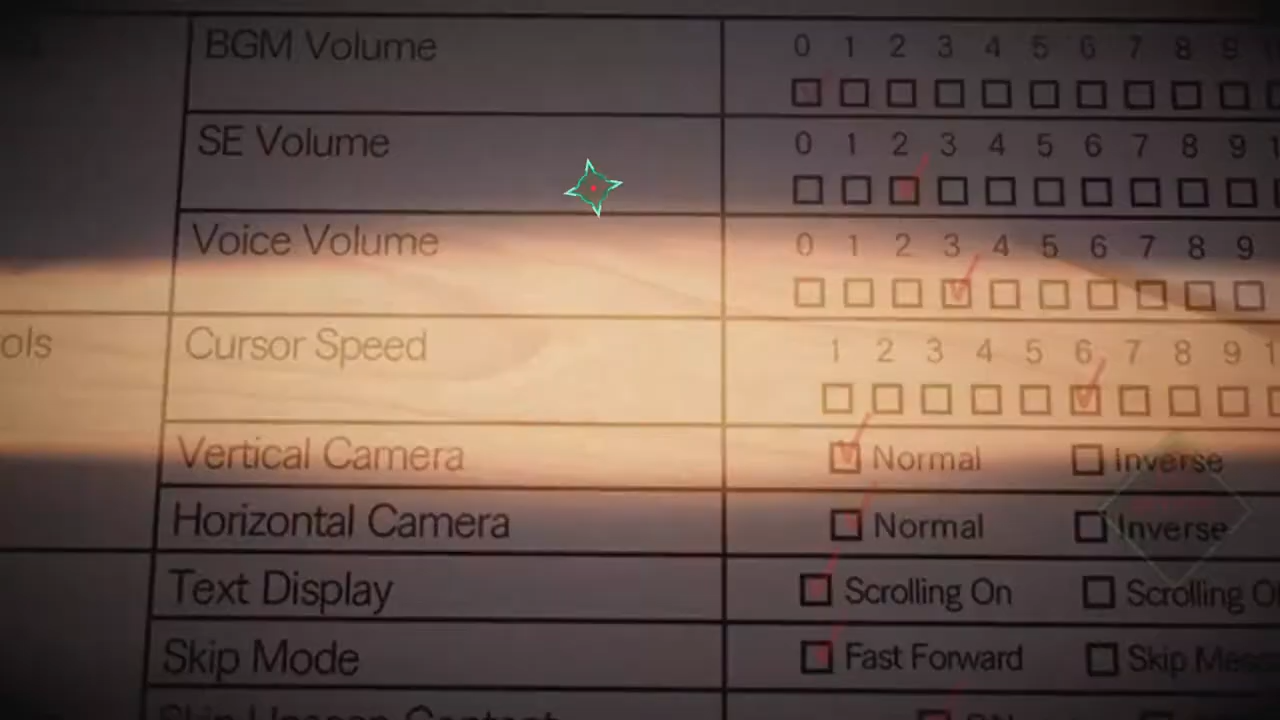 BGM Volume 0 1 2 3 4 5 6 7 8 9
SE Volume 0 1 2 3 4 5 6 7 8 9
Voice Volume 0 1 2 3 4 5 6 7 8 9
ols Cursor Speed 1 2 3 4 5 6 7 8 9
Vertical Camera Normal Inverse
Horizontal Camera Normal Inverse
Text Display Scrolling On Scrolling
Skip Mode Fast Forward Skip